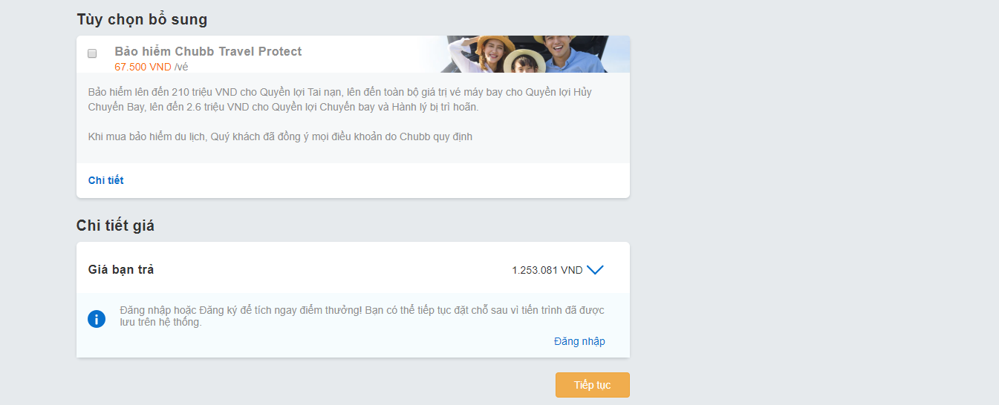 Tùy chọn bổ sung
Bảo hiểm Chubb Travel Protect
67.500 VND /vé
Bảo hiểm lên đến 210 triệu VND cho Quyền lợi Tai nạn, lên đến toàn bộ giá trị vé máy bay cho Quyền lợi Hủy
Chuyến Bay, lên đến 2.6 triệu VND cho Quyền lợi Chuyến bay và Hành lý bị trì hoãn.
Khi mua bảo hiểm du lịch, Quý khách đã đồng ý mọi điều khoản do Chubb quy định
Chi tiết
Chi tiết giá
Giá bạn trả
1.253.081 VND
Đăng nhập hoặc Đăng ký để tích ngay điểm thưởng! Bạn có thể tiếp tục đặt chỗ sau vì tiến trình đã được
lưu trên hệ thống.
Đăng nhập
Tiếp tục